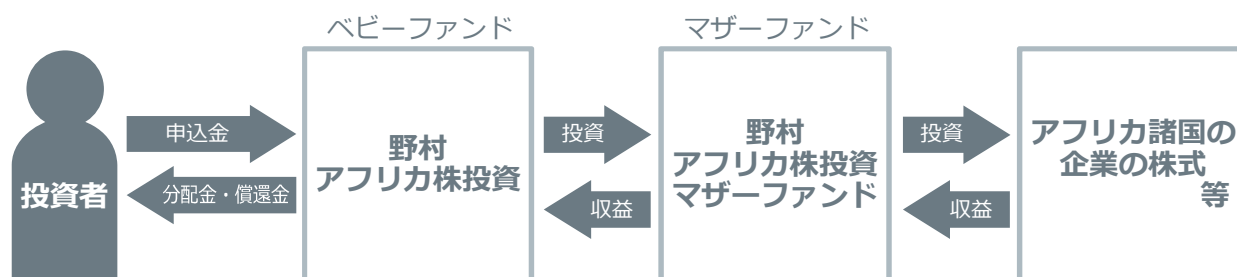 ベビーファンド
マザーファンド
投資者
申込金
分配金・償還金
野村
アフリカ株投資
投資
収益
野村
アフリカ株投資
マザーファンド
投資
収益
アフリカ諸国の
企業の株式
等